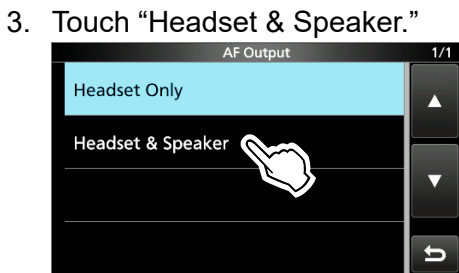 3. Touch “Headset & Speaker.”
AF Output 1/1
Headset Only
Headset & Speaker